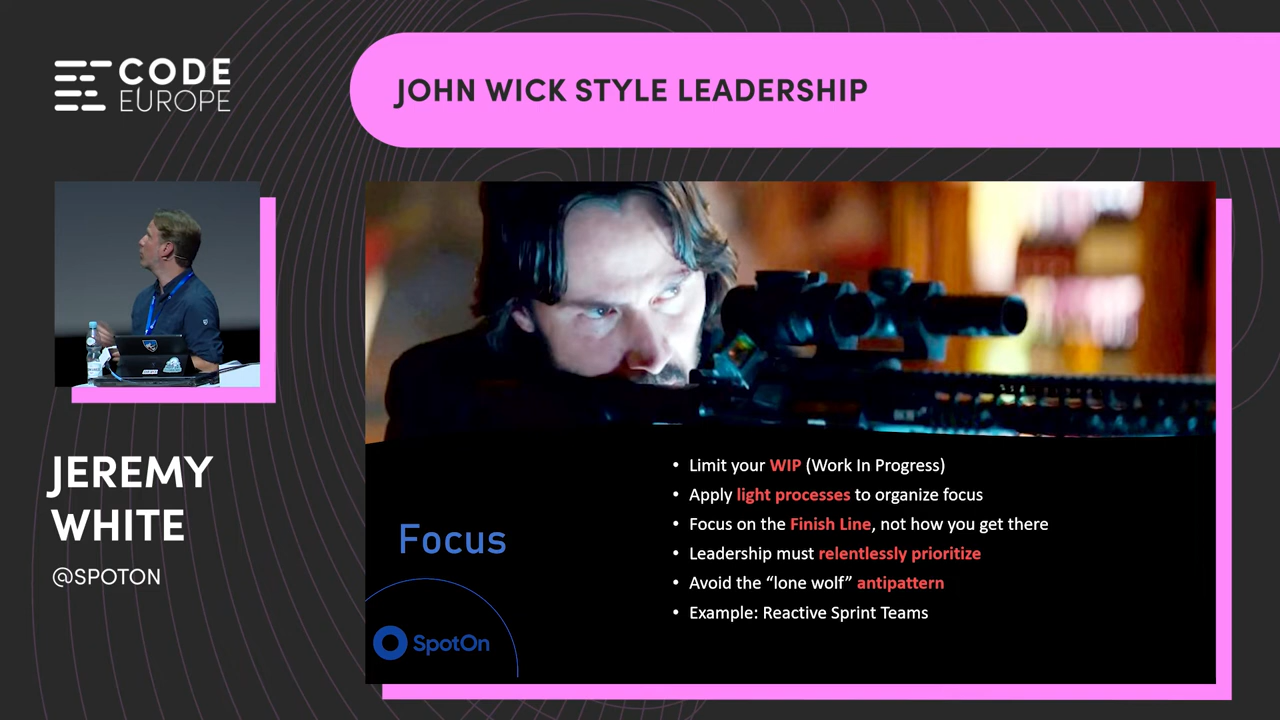 CODE
EUROPE
JOHN WICK STYLE LEADERSHIP
JEREMY
WHITE
@SPOTON
Focus
SpotOn
• Limit your WIP (Work In Progress)
• Apply light processes to organize focus
• Focus on the Finish Line, not how you get there
• Leadership must relentlessly prioritize
• Avoid the “lone wolf” antipattern
• Example: Reactive Sprint Teams